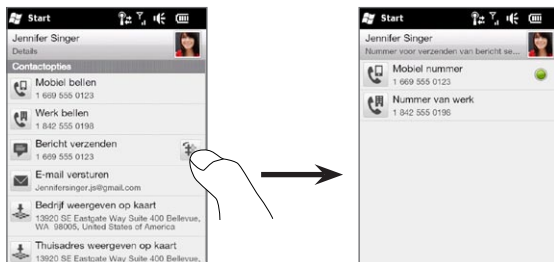 Start
Jennifer Singer
Details
Contactopties
Mobiel bellen
1 669 555 0123
Werk bellen
1 842 555 0196
Bericht verzenden
1 669 555 0123
E-mail versturen
Jennifersinger.js@gmail.com
Bedrijf weergeven op kaart
13920 SE Eastgate Way Suite 400 Bellevue,
WA 98005, United States of America
Thuisadres weergeven op kaart
13920 SE Eastgate Way Suite 400 Bellevue,
Start
Jennifer Singer
Nummer voor verzenden van bericht se...
Mobiel nummer
1 669 555 0123
Nummer van werk
1 842 555 0196